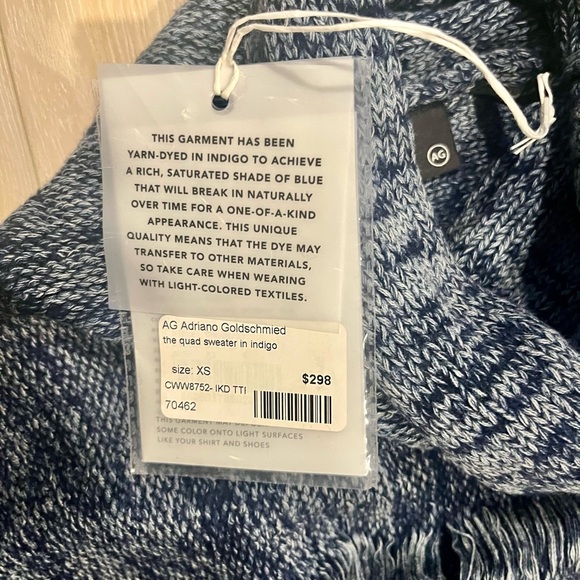 THIS GARMENT HAS BEEN
YARN-DYED IN INDIGO TO ACHIEVE
A RICH, SATURATED SHADE OF BLUE
THAT WILL BREAK IN NATURALLY
OVER TIME FOR A ONE-OF-A-KIND
APPEARANCE. THIS UNIQUE
QUALITY MEANS THAT THE DYE MAY
TRANSFER TO OTHER MATERIALS,
SO TAKE CARE WHEN WEARING
WITH LIGHT-COLORED TEXTILES.
AG Adriano Goldschmied
the quad sweater in indigo
size: XS
$298
CWW8752- IKD TTI
70462
THIS GARMENT MAY
SOME COLOR ONTO LIGHT SURFACES
LIKE YOUR SHIRT AND SHOES
AG